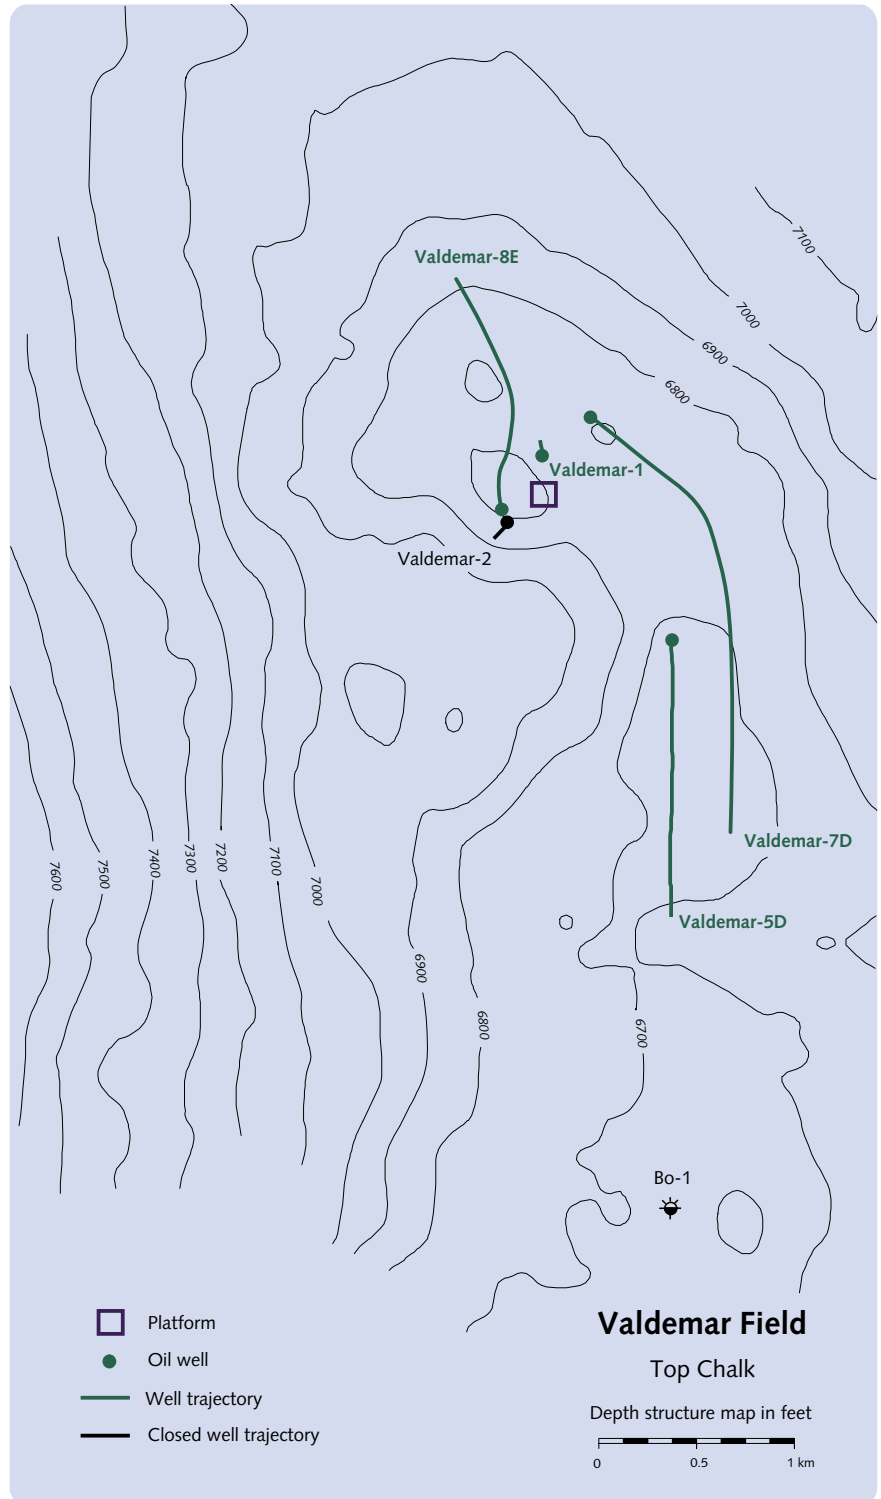 7100
7000
Valdemar-8E
6900
6800
Valdemar-1
Valdemar-2
Valdemar-7D
7600
7500
7400
7300
7200
7100
7000
Valdemar-5D
6900
6800
6700
Bo-1
Platform
Oil well
Well trajectory
Closed well trajectory
Valdemar Field
Top Chalk
Depth structure map in feet
0 0.5 1 km